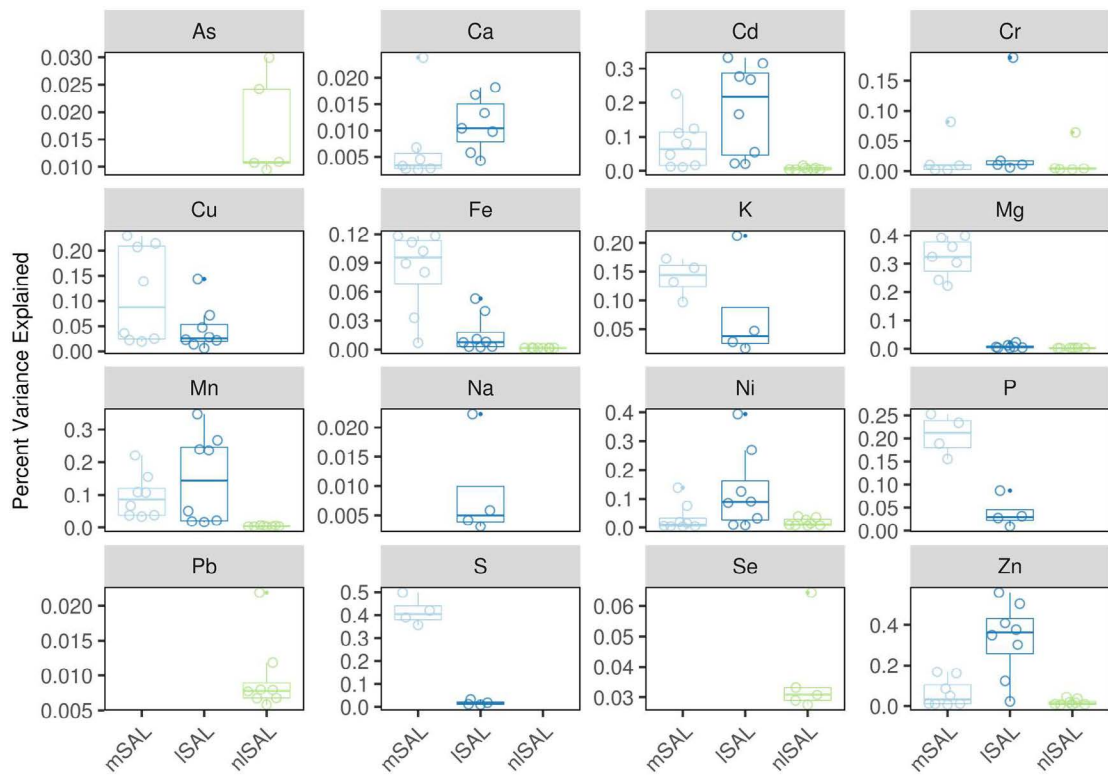 Percent Variance Explained
As Ca Cd Cr
0.030 0.025 0.020 0.015 0.010
0.020 0.015 0.010 0.005
0.3 0.2 0.1 0.0
0.15 0.10 0.05 0.00
Cu Fe K Mg
0.20 0.15 0.10 0.05 0.00
0.12 0.09 0.06 0.03 0.00
0.20 0.15 0.10 0.05
0.4 0.3 0.2 0.1 0.0
Mn Na Ni P
0.3 0.2 0.1 0.0
0.020 0.015 0.010 0.005
0.4 0.3 0.2 0.1 0.0
0.25 0.20 0.15 0.10 0.05 0.00
Pb S Se Zn
0.020 0.015 0.010 0.005
0.5 0.4 0.3 0.2 0.1 0.0
0.06 0.05 0.04 0.03
0.4 0.2 0.0
mSAL lSAL nlSAL mSAL lSAL nlSAL mSAL lSAL nlSAL mSAL lSAL nlSAL